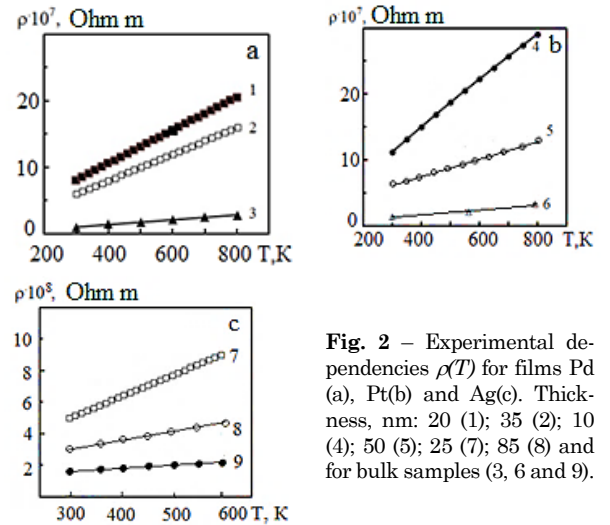 ρ·10⁷, Ohm m
a
20
10
0
1
2
3
200 400 600 800 T,K
ρ·10⁷, Ohm m
b
20
10
0
4
5
6
200 400 600 800 T,K
ρ·10⁸, Ohm m
c
10
8
6
4
2
7
8
9
300 400 500 600 T, K
Fig. 2 – Experimental de-
pendencies ρ(T) for films Pd
(a), Pt(b) and Ag(c). Thick-
ness, nm: 20 (1); 35 (2); 10
(4); 50 (5); 25 (7); 85 (8) and
for bulk samples (3, 6 and 9).